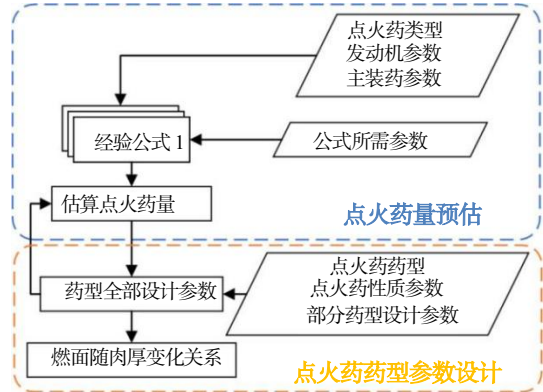 点火药类型
发动机参数
主装药参数
经验公式 1
公式所需参数
估算点火药量
点火药量预估
点火药药型
点火药性质参数
部分药型设计参数
药型全部设计参数
燃面随肉厚变化关系
点火药药型参数设计